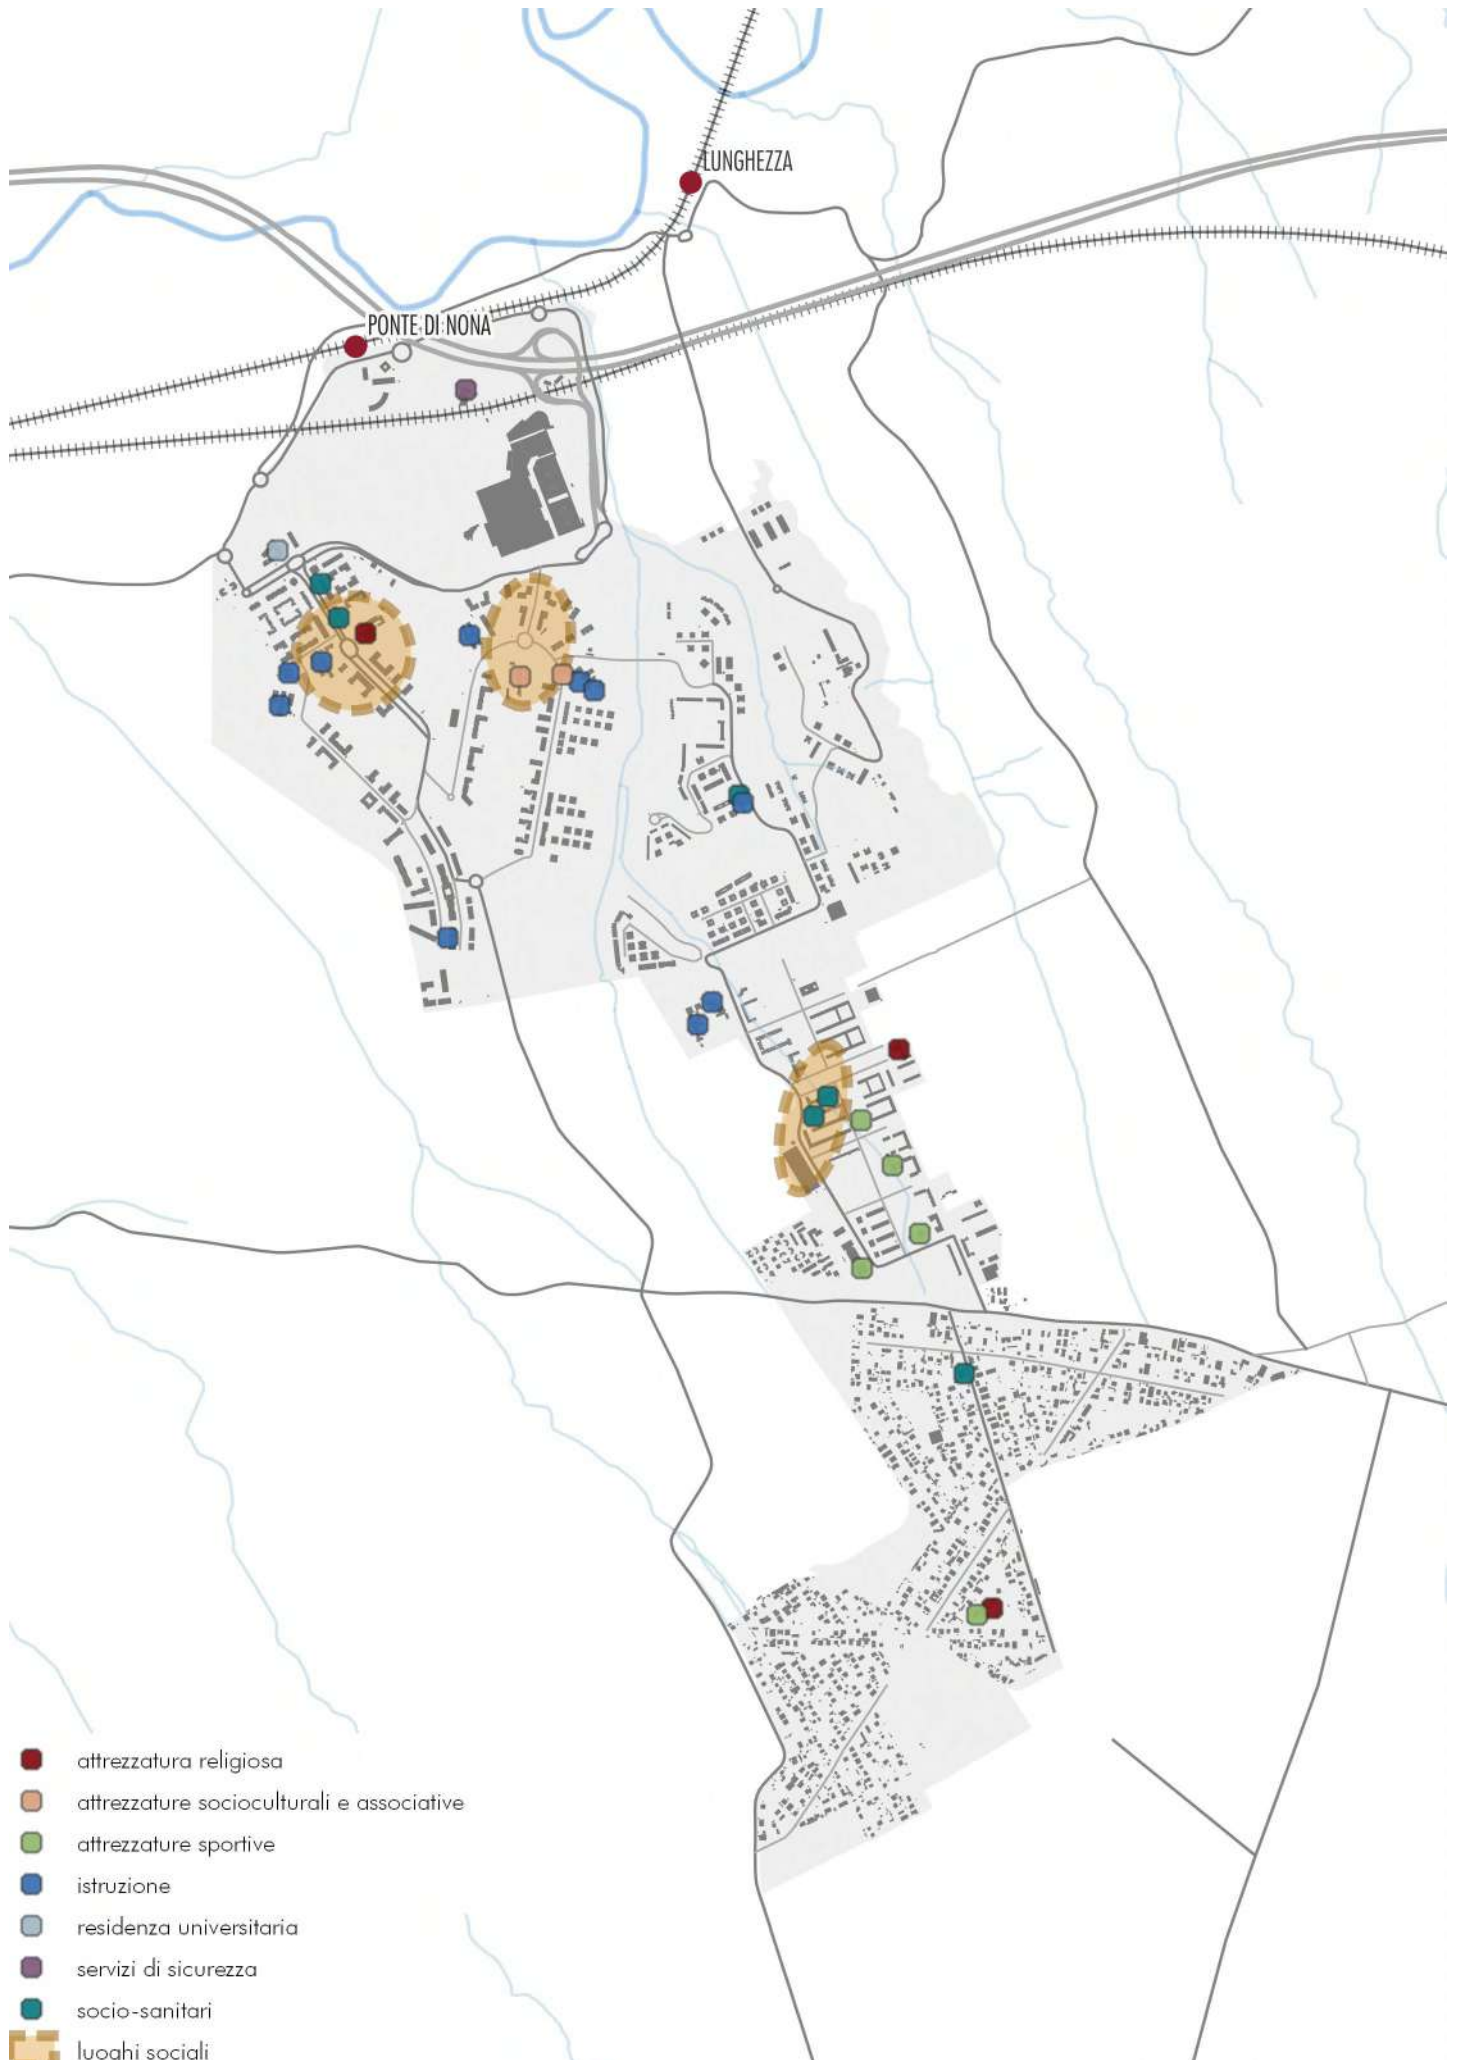 LUNGHEZZA
PONTE DI NONA
attrezzatura religiosa
attrezzature socioculturali e associative
attrezzature sportive
istruzione
residenza universitaria
servizi di sicurezza
socio-sanitari
luoghi sociali